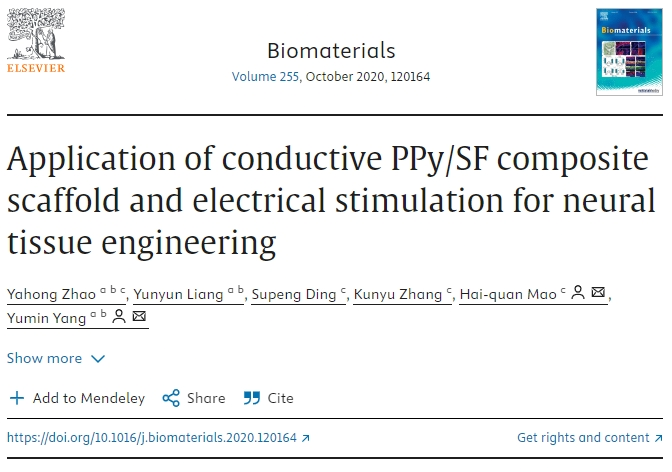 ELSEVIER
Biomaterials
Volume 255, October 2020, 120164
Biomaterials
Application of conductive PPy/SF composite
scaffold and electrical stimulation for neural
tissue engineering
Yahong Zhao a b c, Yunyun Liang a b, Supeng Ding c, Kunyu Zhang c, Hai-quan Mao c ,
Yumin Yang a b
Show more
Add to Mendeley Share Cite
https://doi.org/10.1016/j.biomaterials.2020.120164
Get rights and content